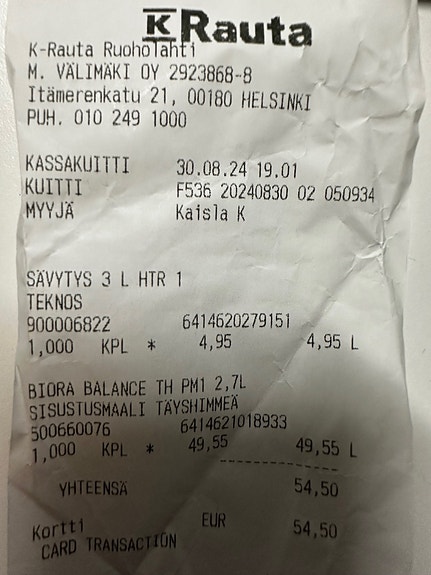 K Rauta
K-Rauta Ruoholahti
M. VÄLIMÄKI OY 2923868-8
Itämerenkatu 21, 00180 HELSINKI
PUH. 010 249 1000
KASSAKUITTI 30.08.24 19.01
KUITTI F536 20240830 02 050934
MYYJÄ Kaisla K
SÄVYTYS 3 L HTR 1
TEKNOS
900006822 6414620279151
1,000 KPL * 4,95 4,95 L
BIORA BALANCE TH PM1 2,7L
SISUSTUSMAALI TÄYSHIMMEÄ
500660076 6414621018933
1,000 KPL * 49,55 49,55 L
YHTEENSÄ 54,50
Kortti EUR 54,50
CARD TRANSACTION